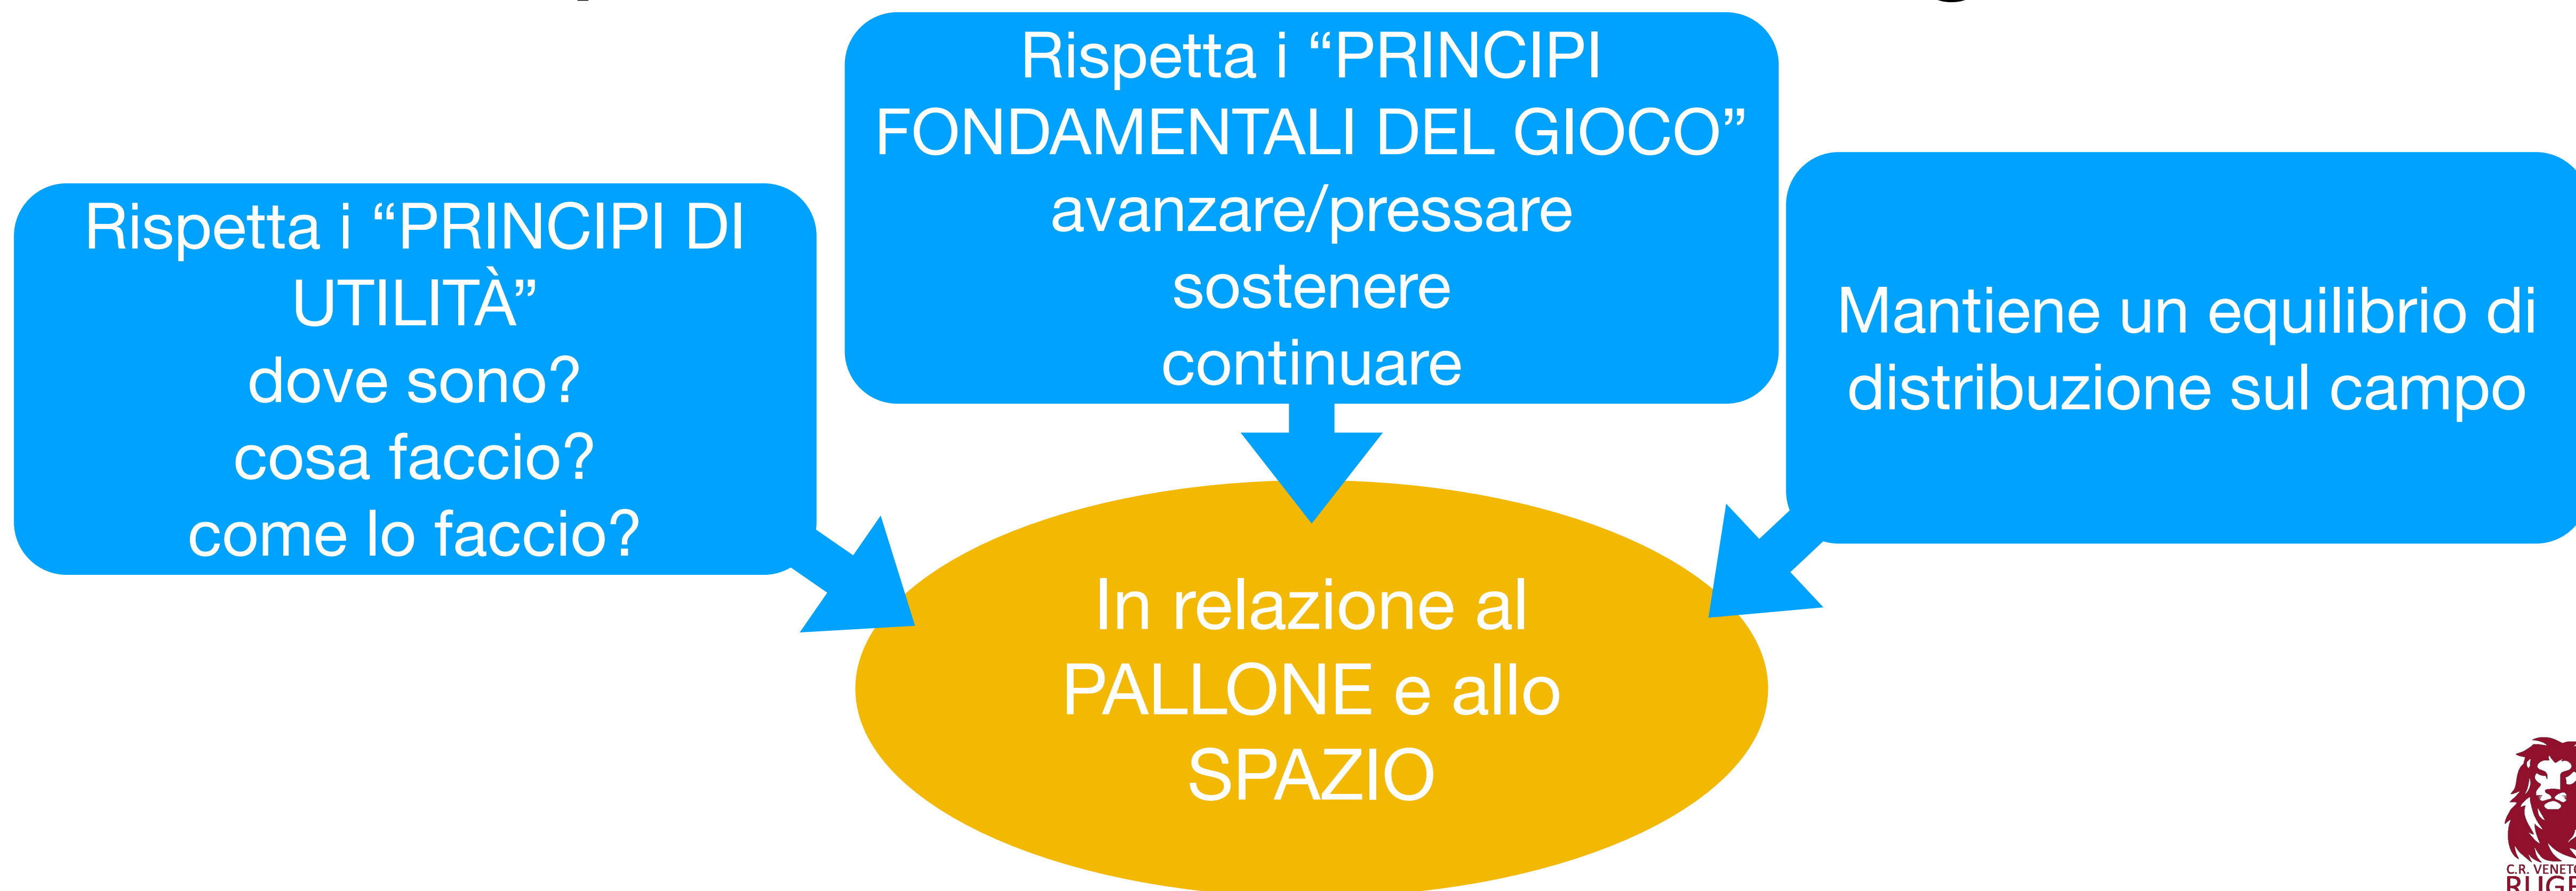 Rispetta i “PRINCIPI DI
UTILITÀ”
dove sono?
cosa faccio?
come lo faccio?
Rispetta i “PRINCIPI
FONDAMENTALI DEL GIOCO”
avanzare/pressare
sostenere
continuare
Mantiene un equilibrio di
distribuzione sul campo
In relazione al
PALLONE e allo
SPAZIO
C.R. VENETO